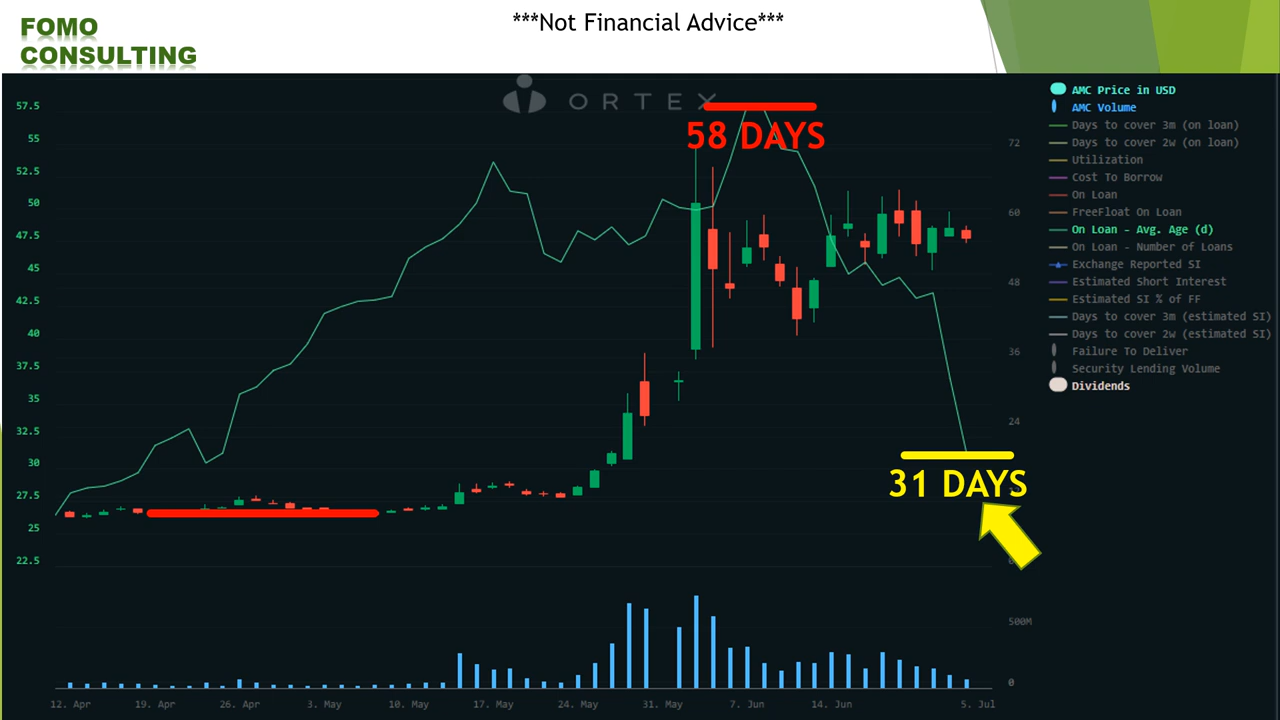 FOMO
CONSULTING
***Not Financial Advice***
ORTEX
58 DAYS
31 DAYS
57.5
55
52.5
50
47.5
45
42.5
40
37.5
35
32.5
30
27.5
25
22.5
72
60
48
36
24
500M
0
12. Apr
19. Apr
26. Apr
3. May
10. May
17. May
24. May
31. May
7. Jun
14. Jun
5. Jul
AMC Price in USD
AMC Volume
Days to cover 3m (on loan)
Days to cover 2w (on loan)
Utilization
Cost To Borrow
On Loan
FreeFloat On Loan
On Loan - Avg. Age (d)
On Loan - Number of Loans
Exchange Reported SI
Estimated Short Interest
Estimated SI % of FF
Days to cover 3m (estimated SI)
Days to cover 2w (estimated SI)
Failure To Deliver
Security Lending Volume
Dividends